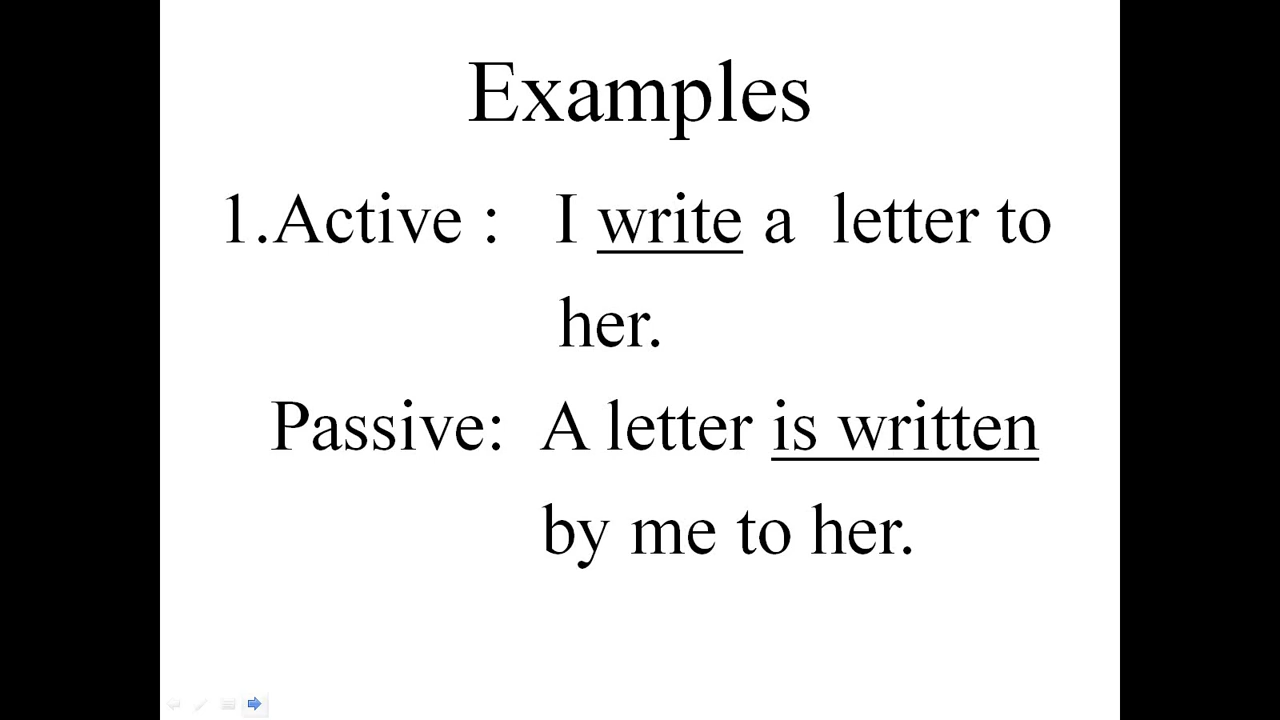 Examples
1.Active : I write a letter to
her.
Passive: A letter is written
by me to her.